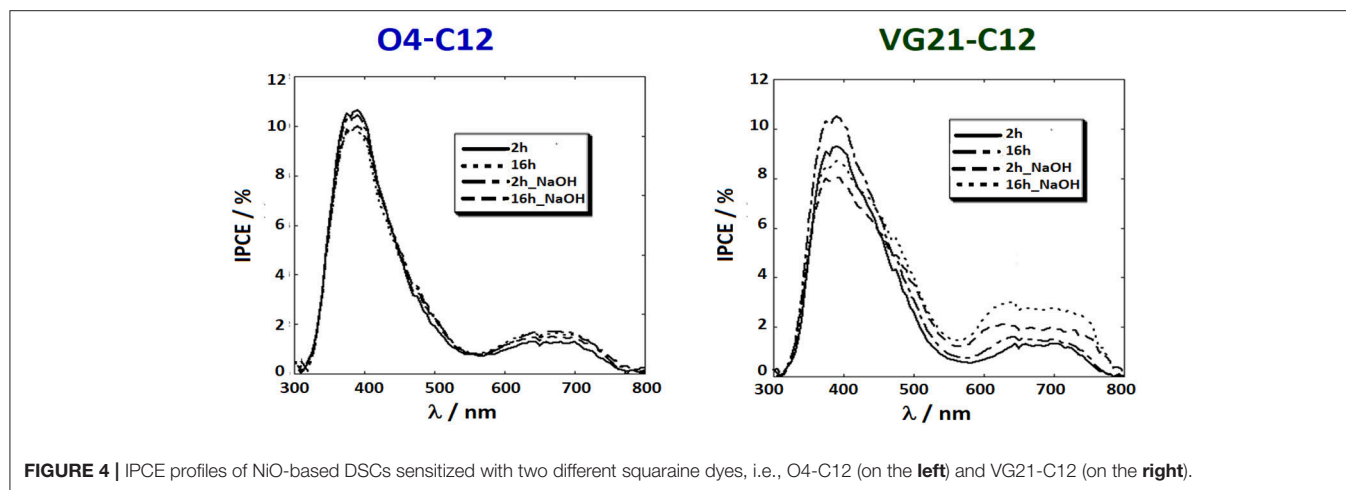 O4-C12
VG21-C12
12
10
8
6
4
2
0
IPCE / %
300 400 500 600 700 800
λ / nm
2h
16h
2h_NaOH
16h_NaOH
12
10
8
6
4
2
0
IPCE / %
300 400 500 600 700 800
λ / nm
2h
16h
2h_NaOH
16h_NaOH
FIGURE 4 | IPCE profiles of NiO-based DSCs sensitized with two different squaraine dyes, i.e., O4-C12 (on the left) and VG21-C12 (on the right).